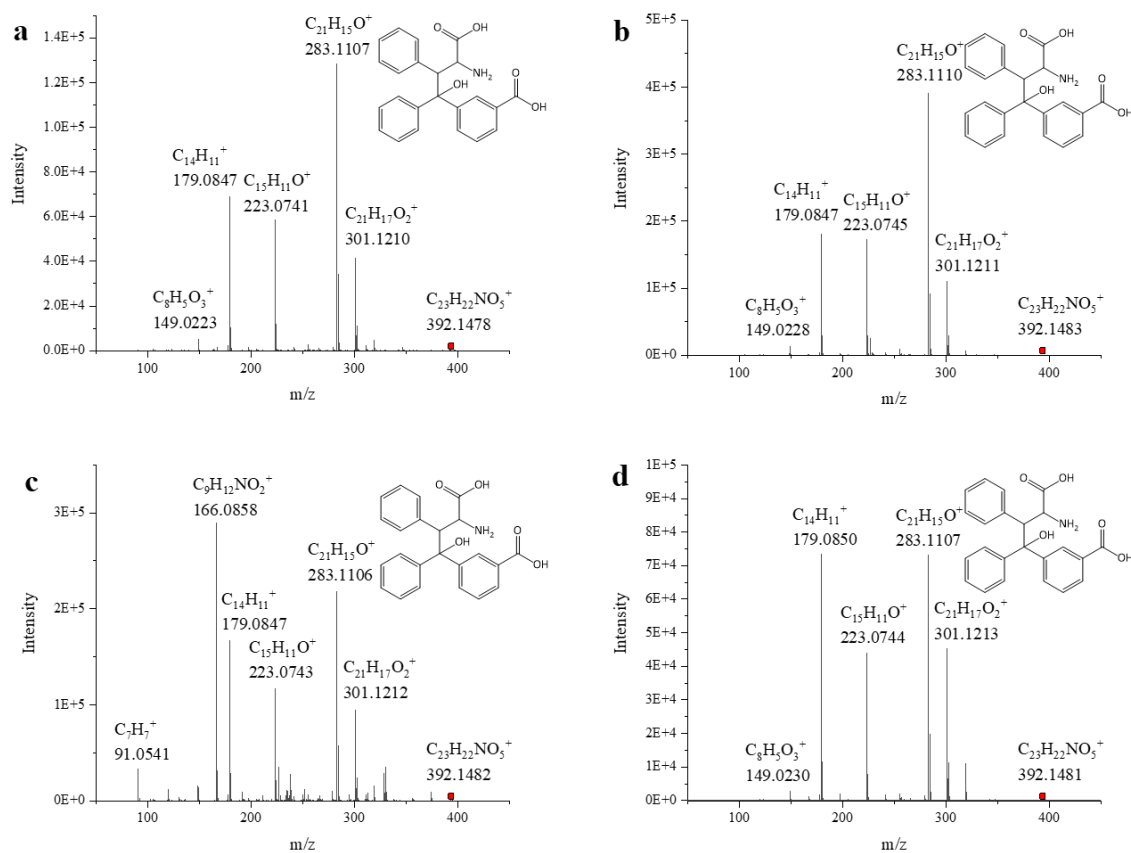 a
C₂₁H₁₅O⁺
283.1107
C₁₄H₁₁⁺
179.0847
C₁₅H₁₁O⁺
223.0741
C₂₁H₁₇O₂⁺
301.1210
C₈H₅O₃⁺
149.0223
C₂₃H₂₂NO₅⁺
392.1478
O
OH
NH₂
OH
O
OH
1.4E+5
1.2E+5
1.0E+5
8.0E+4
6.0E+4
4.0E+4
2.0E+4
0.0E+0
Intensity
100
200
300
400
m/z
b
C₂₁H₁₅O⁺
283.1110
C₁₄H₁₁⁺
179.0847
C₁₅H₁₁O⁺
223.0745
C₂₁H₁₇O₂⁺
301.1211
C₈H₅O₃⁺
149.0228
C₂₃H₂₂NO₅⁺
392.1483
O
OH
NH₂
OH
O
OH
5E+5
4E+5
3E+5
2E+5
1E+5
0E+0
Intensity
100
200
300
400
m/z
c
C₉H₁₂NO₂⁺
166.0858
C₂₁H₁₅O⁺
283.1106
C₁₄H₁₁⁺
179.0847
C₁₅H₁₁O⁺
223.0743
C₂₁H₁₇O₂⁺
301.1212
C₇H₇⁺
91.0541
C₂₃H₂₂NO₅⁺
392.1482
O
OH
NH₂
OH
O
OH
3E+5
2E+5
1E+5
0E+0
Intensity
100
200
300
400
m/z
d
C₁₄H₁₁⁺
179.0850
C₂₁H₁₅O⁺
283.1107
C₁₅H₁₁O⁺
223.0744
C₂₁H₁₇O₂⁺
301.1213
C₈H₅O₃⁺
149.0230
C₂₃H₂₂NO₅⁺
392.1481
O
OH
NH₂
OH
O
OH
1E+5
9E+4
8E+4
7E+4
6E+4
5E+4
4E+4
3E+4
2E+4
1E+4
0E+0
Intensity
100
200
300
400
m/z